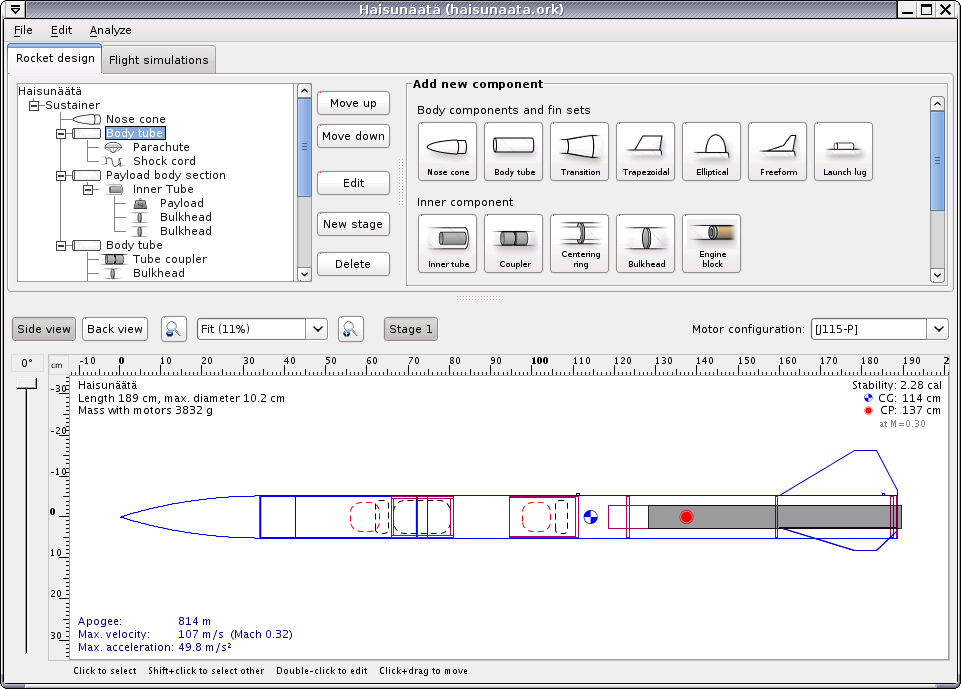 Haisunäätä (haisunaata.ork)
File Edit Analyze
Rocket design Flight simulations
Haisunäätä
Sustainer
Nose cone
Body tube
Parachute
Shock cord
Payload body section
Inner Tube
Payload
Bulkhead
Bulkhead
Body tube
Tube coupler
Bulkhead
Move up
Move down
Edit
New stage
Delete
Add new component
Body components and fin sets
Nose cone Body tube Transition Trapezoidal Elliptical Freeform Launch lug
Inner component
Inner tube Coupler Centering ring Bulkhead Engine block
Side view Back view Fit (11%) Stage 1 Motor configuration: [J115-P]
0°
cm -10 0 10 20 30 40 50 60 70 80 90 100 110 120 130 140 150 160 170 180 190 2
-30
-20
-10
0
10
20
30
Haisunäätä
Length 189 cm, max. diameter 10.2 cm
Mass with motors 3832 g
Stability: 2.28 cal
CG: 114 cm
CP: 137 cm
at M=0.30
Apogee: 814 m
Max. velocity: 107 m/s (Mach 0.32)
Max. acceleration: 49.8 m/s²
Click to select Shift+click to select other Double-click to edit Click+drag to move